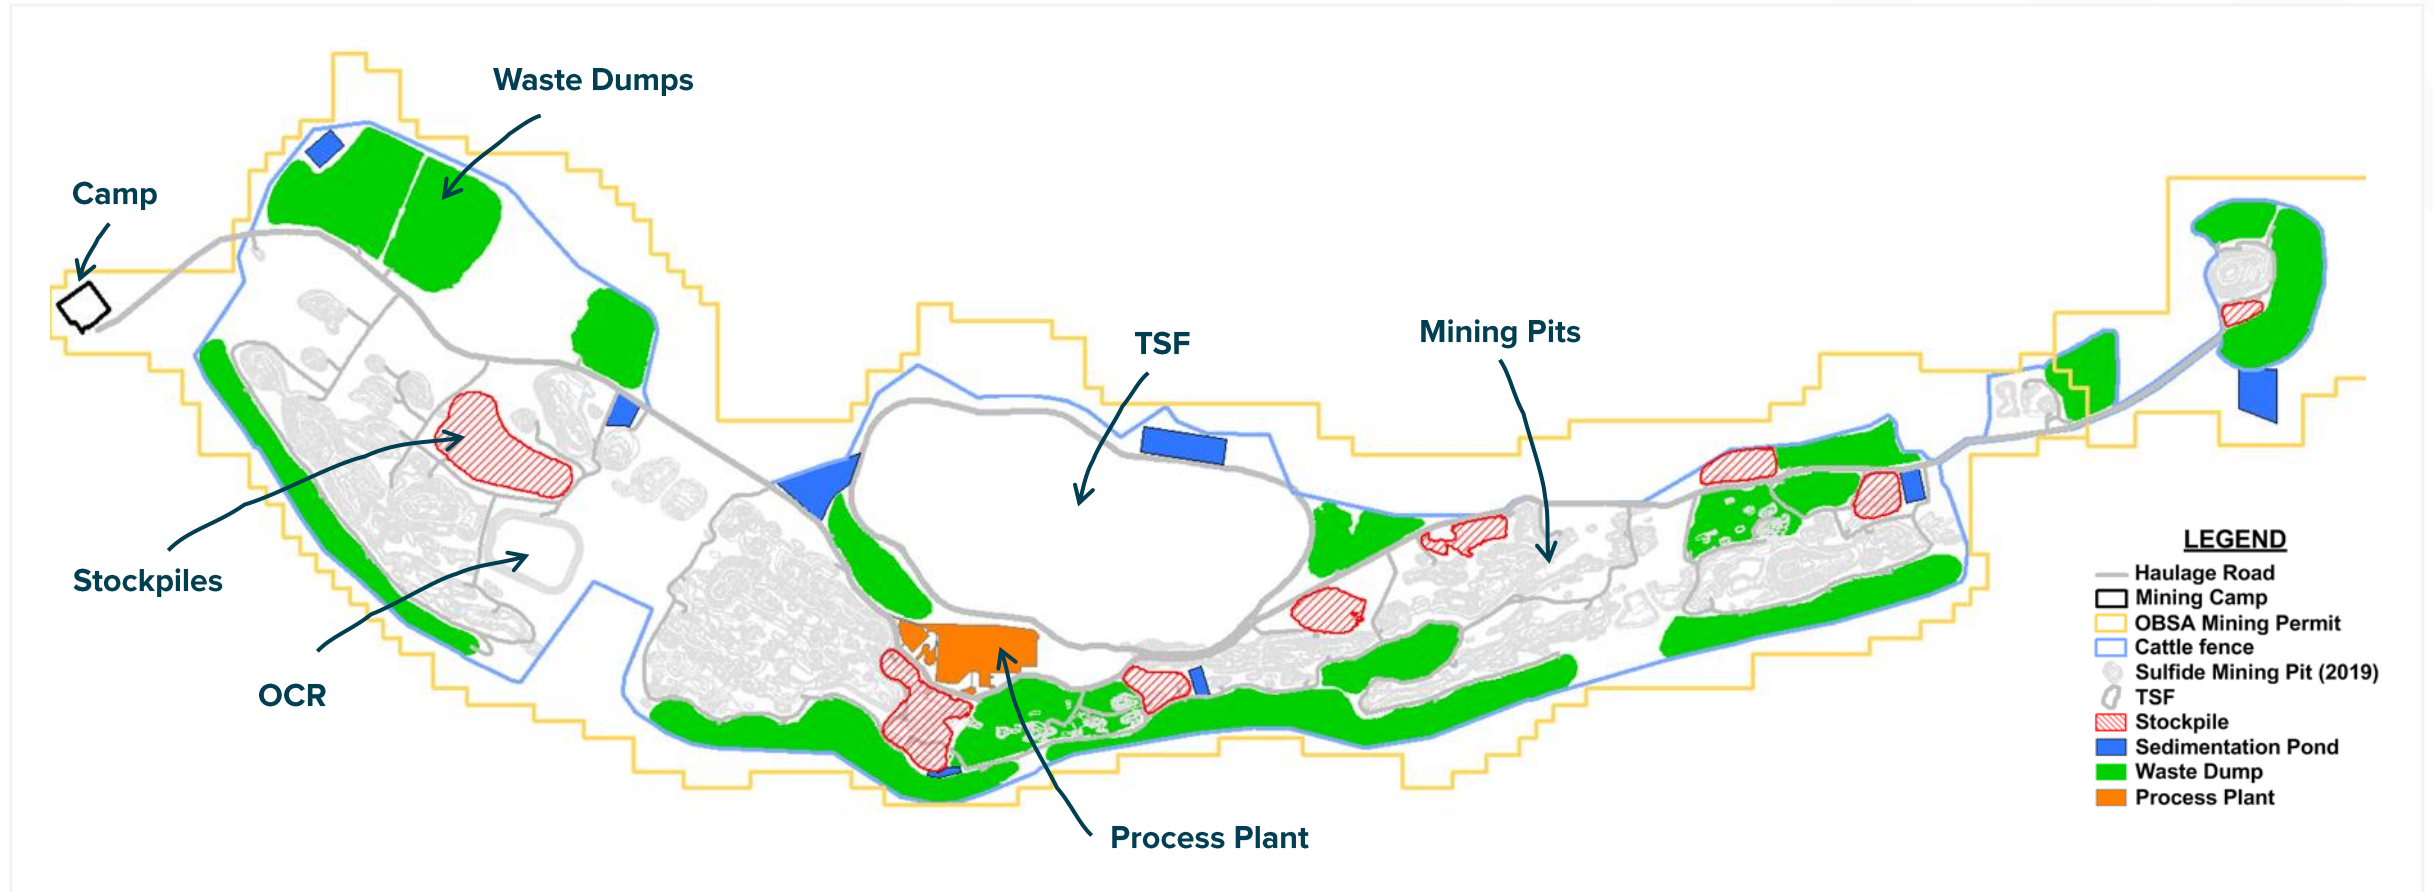 Waste Dumps
Camp
TSF
Mining Pits
Stockpiles
OCR
Process Plant
LEGEND
Haulage Road
Mining Camp
OBSA Mining Permit
Cattle fence
Sulfide Mining Pit (2019)
TSF
Stockpile
Sedimentation Pond
Waste Dump
Process Plant